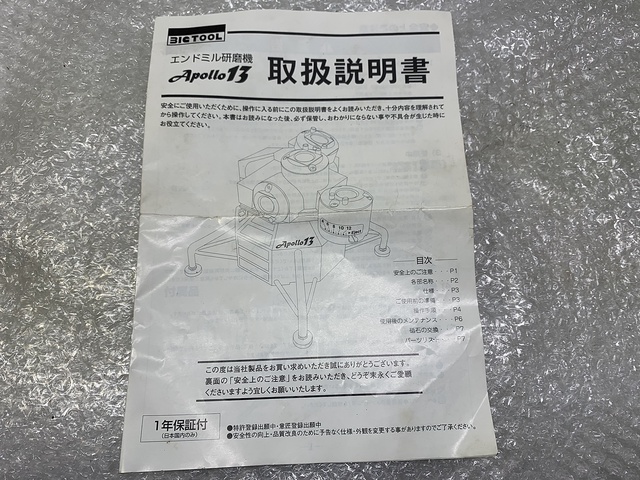 BIG TOOL
エンドミル研磨機
Apollo13 取扱説明書
安全にご使用いただくために、操作に入る前にこの取扱説明書をよくお読みいただき、十分内容を理解されて
から操作してください。本書はお読みになった後、必ず保管し、おわかりにならない事や不具合が生じた時に
お役立てください。
6 8 10 12
Apollo13
目次
安全上のご注意・・・P1
各部名称・・・P2
仕様・・・P3
ご使用前の準備・・・P3
操作手順・・・P4
使用後のメンテナンス・・・P6
砥石の交換・・・P7
パーツリスト・・・P7
この度は当社製品をお買い求めいただき誠にありがとうございます。
裏面の「安全上のご注意」をお読みいただき、どうぞ末永くご愛顧
くださいますよう宜しくお願いいたします。
1年保証付
(日本国内のみ)
●特許登録出願中・意匠登録出願中
●安全性の向上・品質改良のために予告なく仕様・外観を変更する事がありますのでご了承ください。